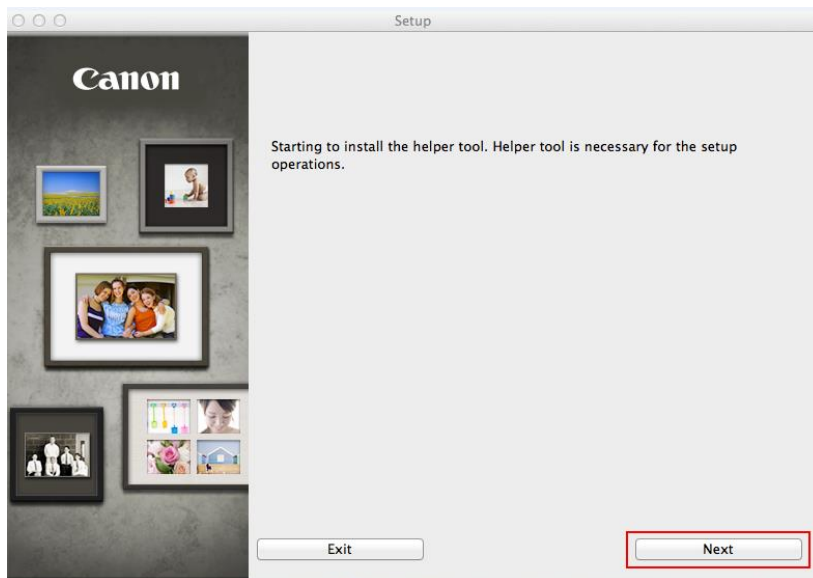 Setup
Canon
Starting to install the helper tool. Helper tool is necessary for the setup
operations.
Exit
Next